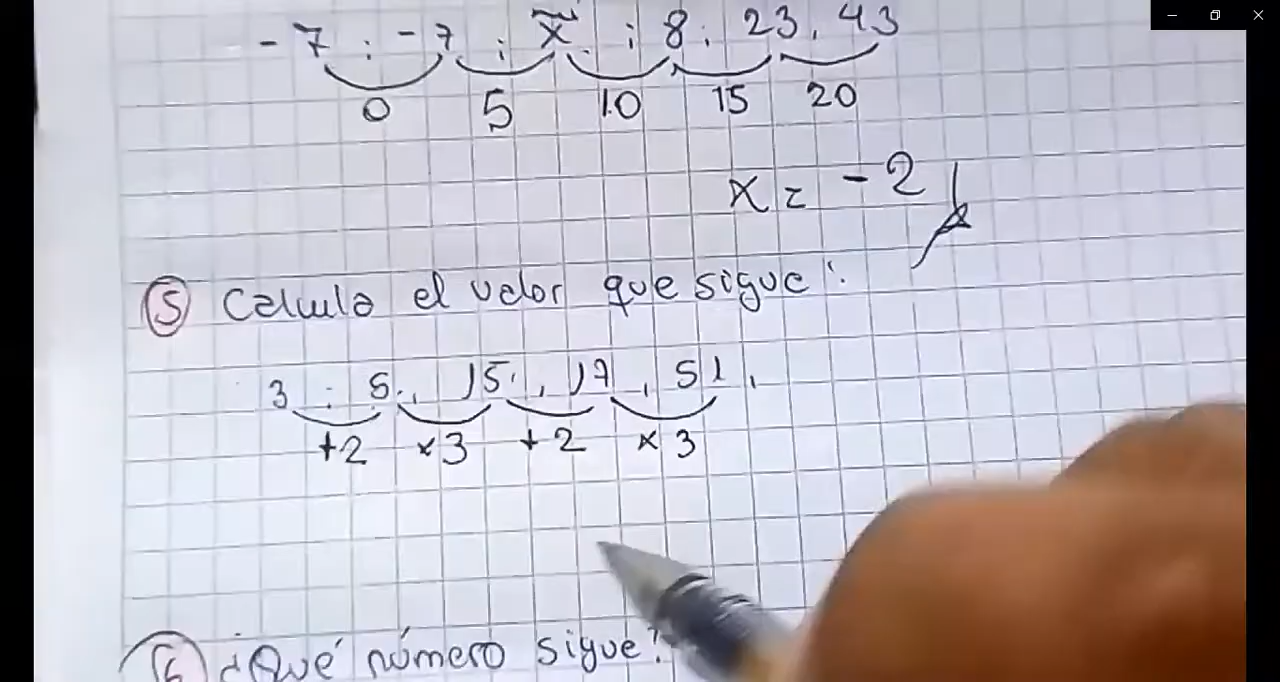 -7 ; -7 ; x ; 8 ; 23 , 43
0 5 10 15 20
x = -2
5 Calcula el valor que sigue:
3 ; 5 ; 15 , 17 , 51 ,
+2 x3 +2 x3
6 ¿Qué número sigue?